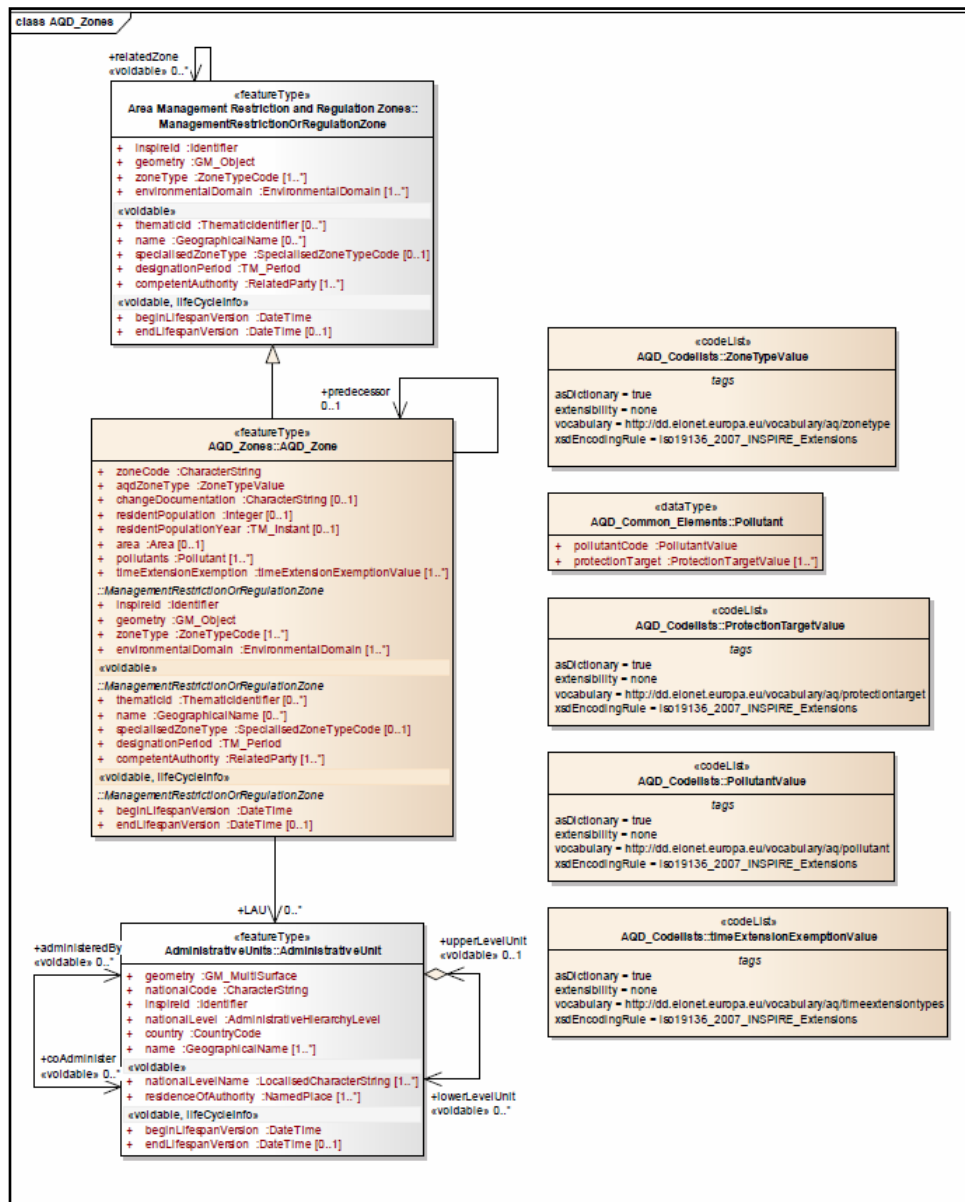 class AQD_Zones
+relatedZone
«voidable» 0..*
«featureType»
Area Management Restriction and Regulation Zones::
ManagementRestrictionOrRegulationZone
+ inspireId :Identifier
+ geometry :GM_Object
+ zoneType :ZoneTypeCode [1..*]
+ environmentalDomain :EnvironmentalDomain [1..*]
«voidable»
+ thematicId :ThematicIdentifier [0..*]
+ name :GeographicalName [0..*]
+ specialisedZoneType :SpecialisedZoneTypeCode [0..1]
+ designationPeriod :TM_Period
+ competentAuthority :RelatedParty [1..*]
«voidable, lifeCycleInfo»
+ beginLifespanVersion :DateTime
+ endLifespanVersion :DateTime [0..1]
+predecessor
0..1
«featureType»
AQD_Zones::AQD_Zone
+ zoneCode :CharacterString
+ aqdZoneType :ZoneTypeValue
+ changeDocumentation :CharacterString [0..1]
+ residentPopulation :Integer [0..1]
+ residentPopulationYear :TM_Instant [0..1]
+ area :Area [0..1]
+ pollutants :Pollutant [1..*]
+ timeExtensionExemption :timeExtensionExemptionValue [1..*]
::ManagementRestrictionOrRegulationZone
+ inspireId :Identifier
+ geometry :GM_Object
+ zoneType :ZoneTypeCode [1..*]
+ environmentalDomain :EnvironmentalDomain [1..*]
«voidable»
::ManagementRestrictionOrRegulationZone
+ thematicId :ThematicIdentifier [0..*]
+ name :GeographicalName [0..*]
+ specialisedZoneType :SpecialisedZoneTypeCode [0..1]
+ designationPeriod :TM_Period
+ competentAuthority :RelatedParty [1..*]
«voidable, lifeCycleInfo»
::ManagementRestrictionOrRegulationZone
+ beginLifespanVersion :DateTime
+ endLifespanVersion :DateTime [0..1]
+LAU 0..*
«featureType»
AdministrativeUnits::AdministrativeUnit
+ geometry :GM_MultiSurface
+ nationalCode :CharacterString
+ inspireId :Identifier
+ nationalLevel :AdministrativeHierarchyLevel
+ country :CountryCode
+ name :GeographicalName [1..*]
«voidable»
+ nationalLevelName :LocalisedCharacterString [1..*]
+ residenceOfAuthority :NamedPlace [1..*]
«voidable, lifeCycleInfo»
+ beginLifespanVersion :DateTime
+ endLifespanVersion :DateTime [0..1]
+administeredBy
«voidable» 0..*
+coAdminister
«voidable» 0..*
+upperLevelUnit
«voidable» 0..1
+lowerLevelUnit
«voidable» 0..*
«codeList»
AQD_Codelists::ZoneTypeValue
tags
asDictionary = true
extensibility = none
vocabulary = http://dd.eionet.europa.eu/vocabulary/aq/zonetype
xsdEncodingRule = iso19136_2007_INSPIRE_Extensions
«dataType»
AQD_Common_Elements::Pollutant
+ pollutantCode :PollutantValue
+ protectionTarget :ProtectionTargetValue [1..*]
«codeList»
AQD_Codelists::ProtectionTargetValue
tags
asDictionary = true
extensibility = none
vocabulary = http://dd.eionet.europa.eu/vocabulary/aq/protectiontarget
xsdEncodingRule = iso19136_2007_INSPIRE_Extensions
«codeList»
AQD_Codelists::PollutantValue
tags
asDictionary = true
extensibility = none
vocabulary = http://dd.eionet.europa.eu/vocabulary/aq/pollutant
xsdEncodingRule = iso19136_2007_INSPIRE_Extensions
«codeList»
AQD_Codelists::timeExtensionExemptionValue
tags
asDictionary = true
extensibility = none
vocabulary = http://dd.eionet.europa.eu/vocabulary/aq/timeextensiontypes
xsdEncodingRule = iso19136_2007_INSPIRE_Extensions